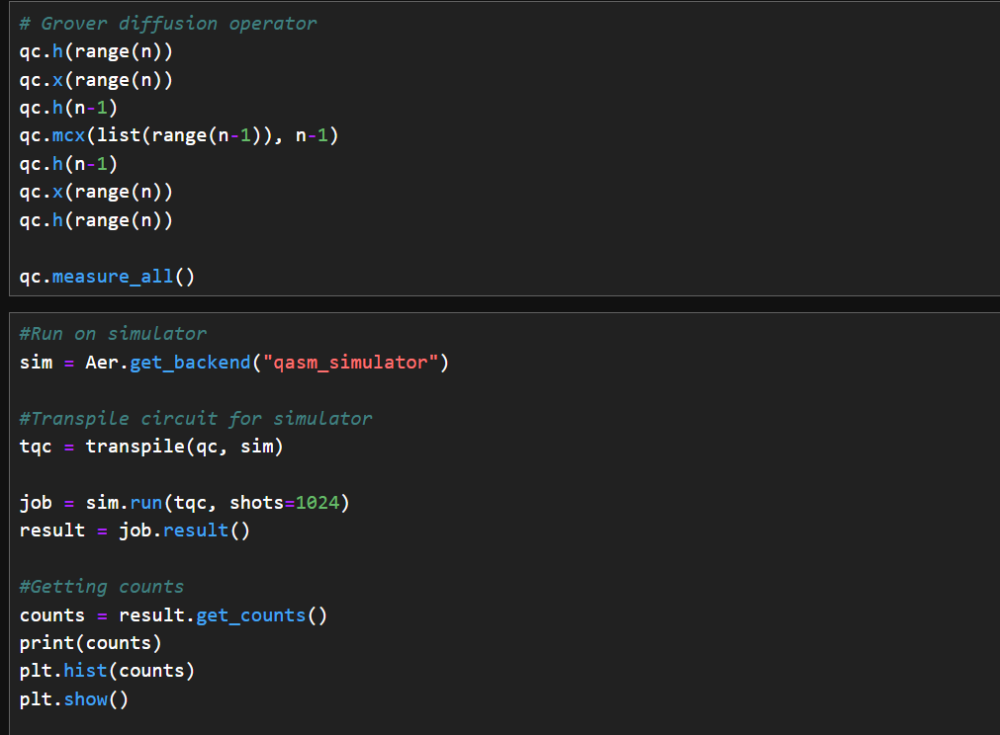 # Grover diffusion operator
qc.h(range(n))
qc.x(range(n))
qc.h(n-1)
qc.mcx(list(range(n-1)), n-1)
qc.h(n-1)
qc.x(range(n))
qc.h(range(n))
qc.measure_all()
#Run on simulator
sim = Aer.get_backend("qasm_simulator")
#Transpile circuit for simulator
tqc = transpile(qc, sim)
job = sim.run(tqc, shots=1024)
result = job.result()
#Getting counts
counts = result.get_counts()
print(counts)
plt.hist(counts)
plt.show()